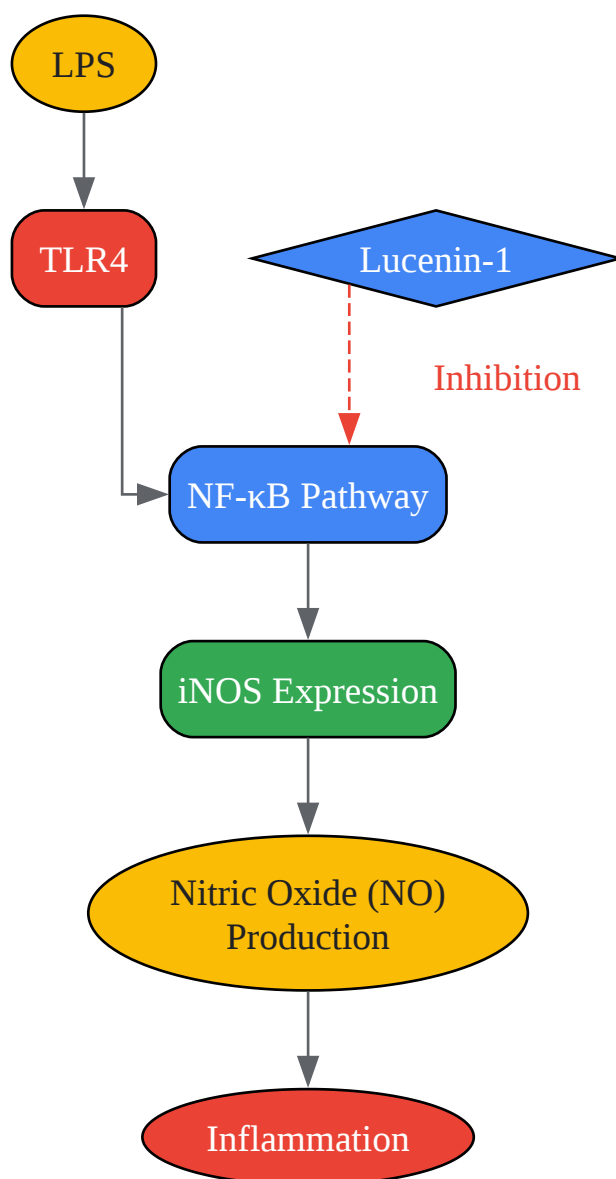 LPS
TLR4
Lucenin-1
Inhibition
NF-κB Pathway
iNOS Expression
Nitric Oxide (NO)
Production
Inflammation